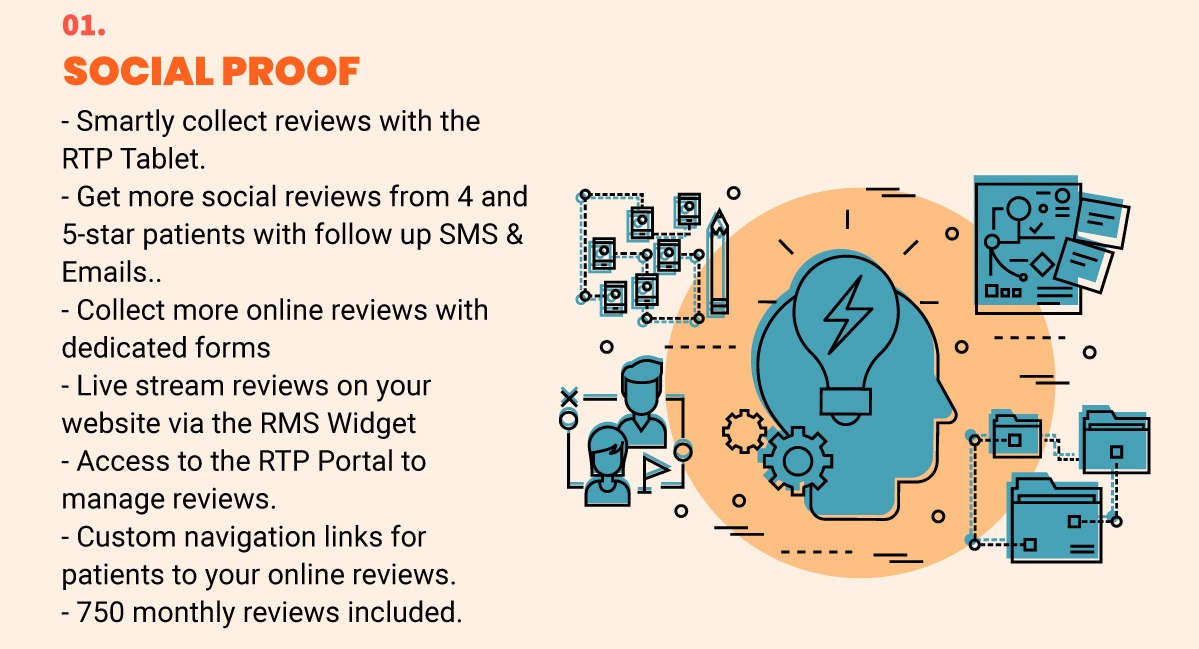 01.
SOCIAL PROOF
- Smartly collect reviews with the
RTP Tablet.
- Get more social reviews from 4 and
5-star patients with follow up SMS &
Emails..
- Collect more online reviews with
dedicated forms
- Live stream reviews on your
website via the RMS Widget
- Access to the RTP Portal to
manage reviews.
- Custom navigation links for
patients to your online reviews.
- 750 monthly reviews included.